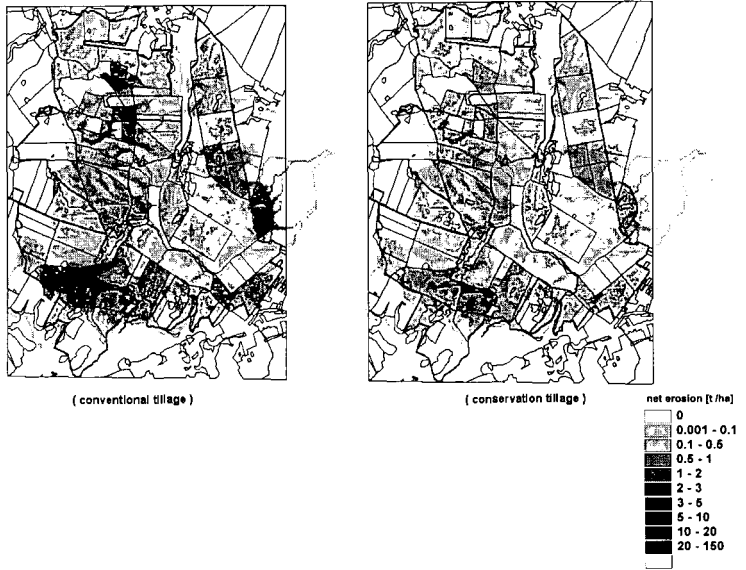 ( conventional tillage )
( conservation tillage )
net erosion [t /ha]
0
0.001 - 0.1
0.1 - 0.5
0.5 - 1
1 - 2
2 - 3
3 - 5
5 - 10
10 - 20
20 - 150